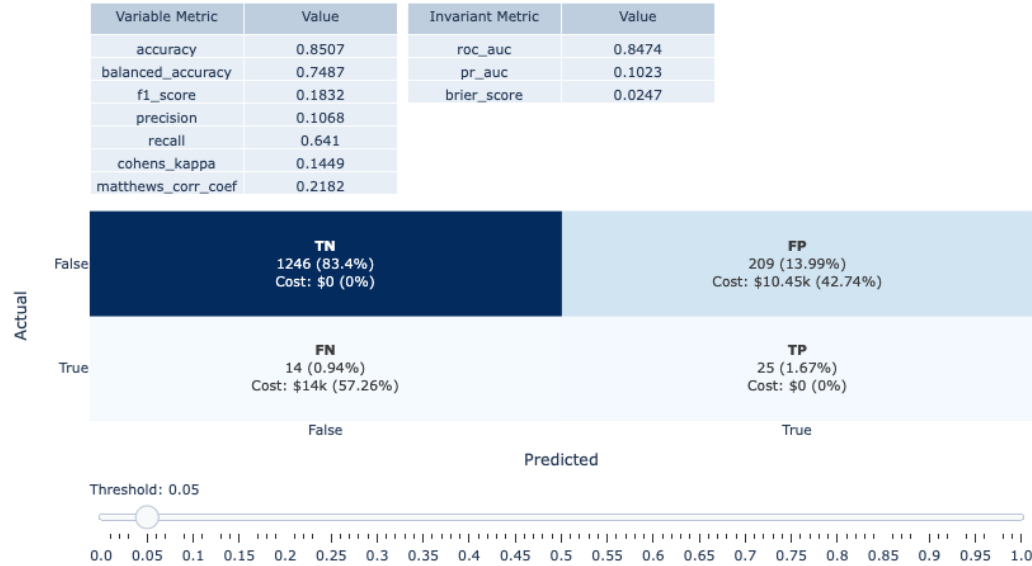 Variable Metric Value
accuracy 0.8507
balanced_accuracy 0.7487
f1_score 0.1832
precision 0.1068
recall 0.641
cohens_kappa 0.1449
matthews_corr_coef 0.2182
Invariant Metric Value
roc_auc 0.8474
pr_auc 0.1023
brier_score 0.0247
Actual
False
TN
1246 (83.4%)
Cost: $0 (0%)
FP
209 (13.99%)
Cost: $10.45k (42.74%)
True
FN
14 (0.94%)
Cost: $14k (57.26%)
TP
25 (1.67%)
Cost: $0 (0%)
False True
Predicted
Threshold: 0.05
0.0 0.05 0.1 0.15 0.2 0.25 0.3 0.35 0.4 0.45 0.5 0.55 0.6 0.65 0.7 0.75 0.8 0.85 0.9 0.95 1.0